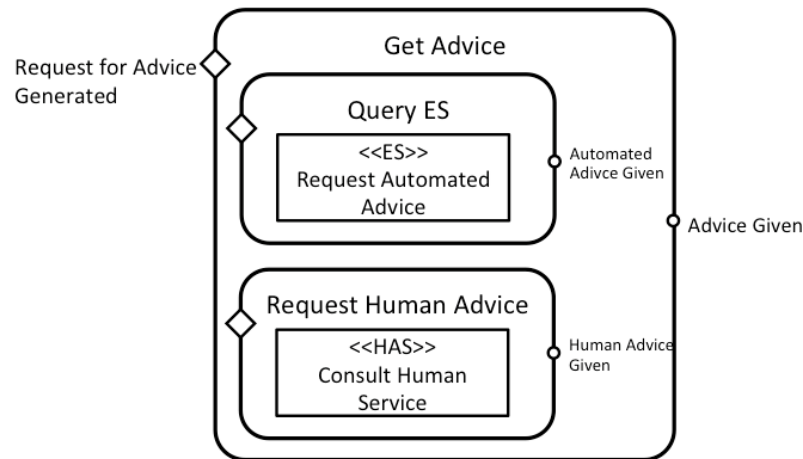 Get Advice
Request for Advice
Generated
Query ES
<<ES>>
Request Automated
Advice
Automated
Adivce Given
Advice Given
Request Human Advice
<<HAS>>
Consult Human
Service
Human Advice
Given